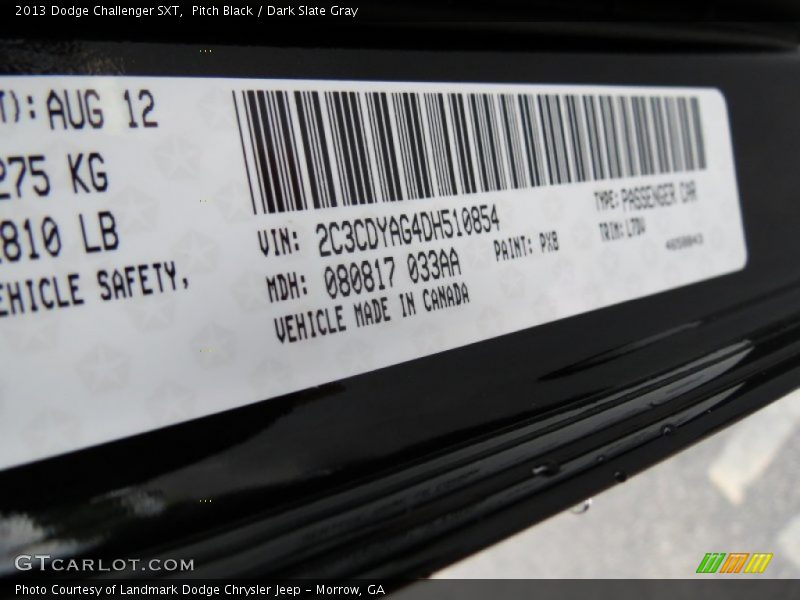 2013 Dodge Challenger SXT,  Pitch Black / Dark Slate Gray
T): AUG 12
275 KG
810 LB
EHICLE SAFETY,
VIN: 2C3CDYAG4DH510854
TYPE: PASSENGER CAR
MDH: 080817 033AA
PAINT: PXB
TRIM:
VEHICLE MADE IN CANADA
GTCARLOT.COM
Photo Courtesy of Landmark Dodge Chrysler Jeep - Morrow, GA